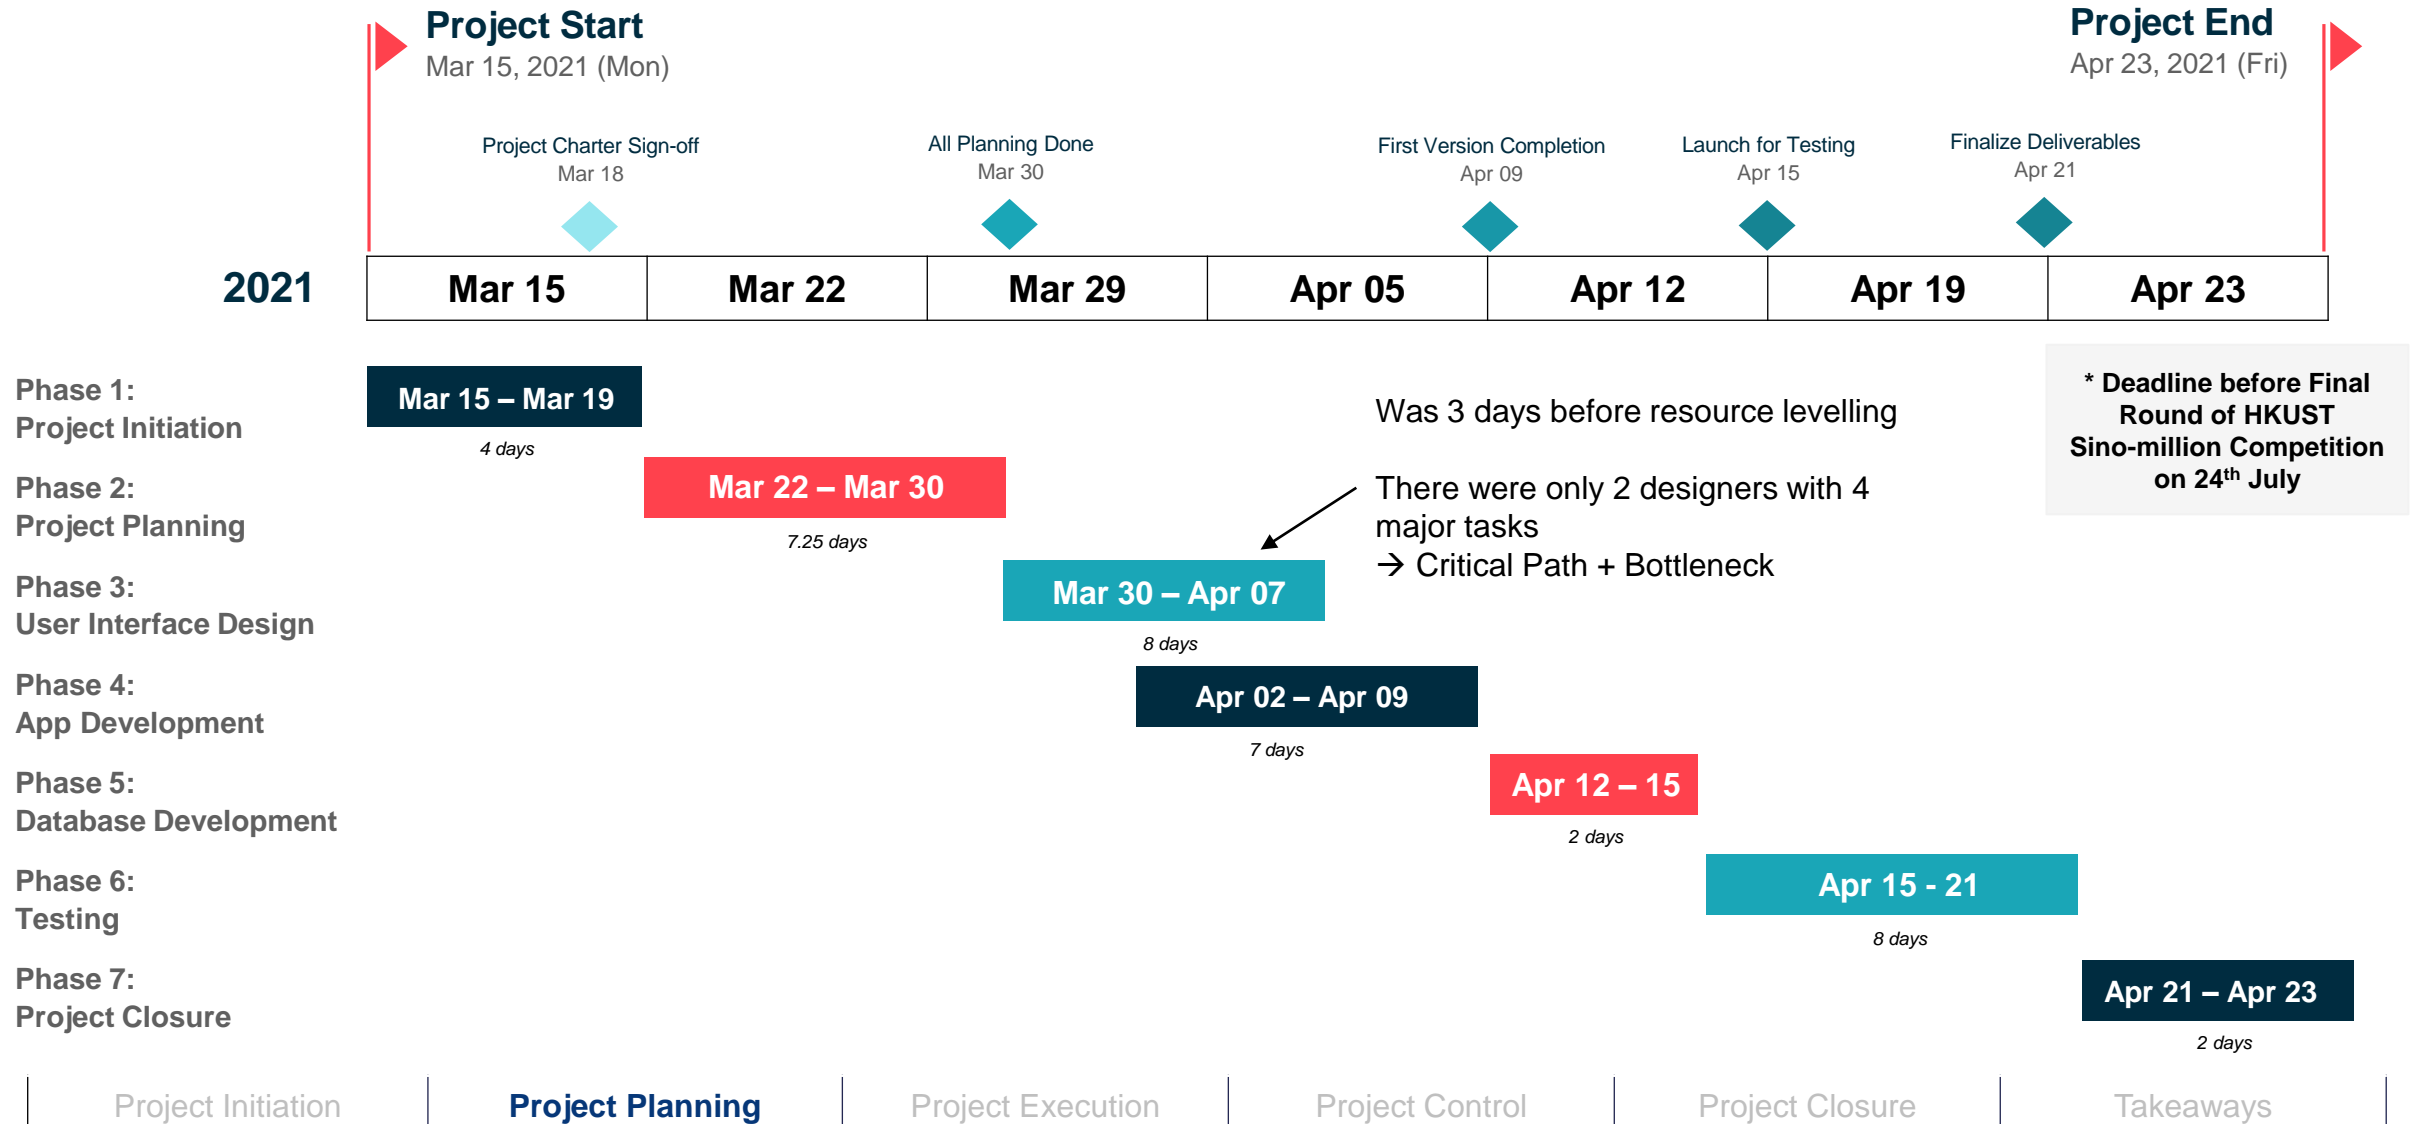 Project Start
Mar 15, 2021 (Mon)
Project End
Apr 23, 2021 (Fri)
Project Charter Sign-off
Mar 18
All Planning Done
Mar 30
First Version Completion
Apr 09
Launch for Testing
Apr 15
Finalize Deliverables
Apr 21
2021
Mar 15
Mar 22
Mar 29
Apr 05
Apr 12
Apr 19
Apr 23
Phase 1:
Project Initiation
Mar 15 – Mar 19
4 days
Was 3 days before resource levelling
There were only 2 designers with 4
major tasks
→ Critical Path + Bottleneck
* Deadline before Final
Round of HKUST
Sino-million Competition
on 24th July
Phase 2:
Project Planning
Mar 22 – Mar 30
7.25 days
Phase 3:
User Interface Design
Mar 30 – Apr 07
8 days
Phase 4:
App Development
Apr 02 – Apr 09
7 days
Phase 5:
Database Development
Apr 12 – 15
2 days
Phase 6:
Testing
Apr 15 - 21
8 days
Phase 7:
Project Closure
Apr 21 – Apr 23
2 days
Project Initiation
Project Planning
Project Execution
Project Control
Project Closure
Takeaways